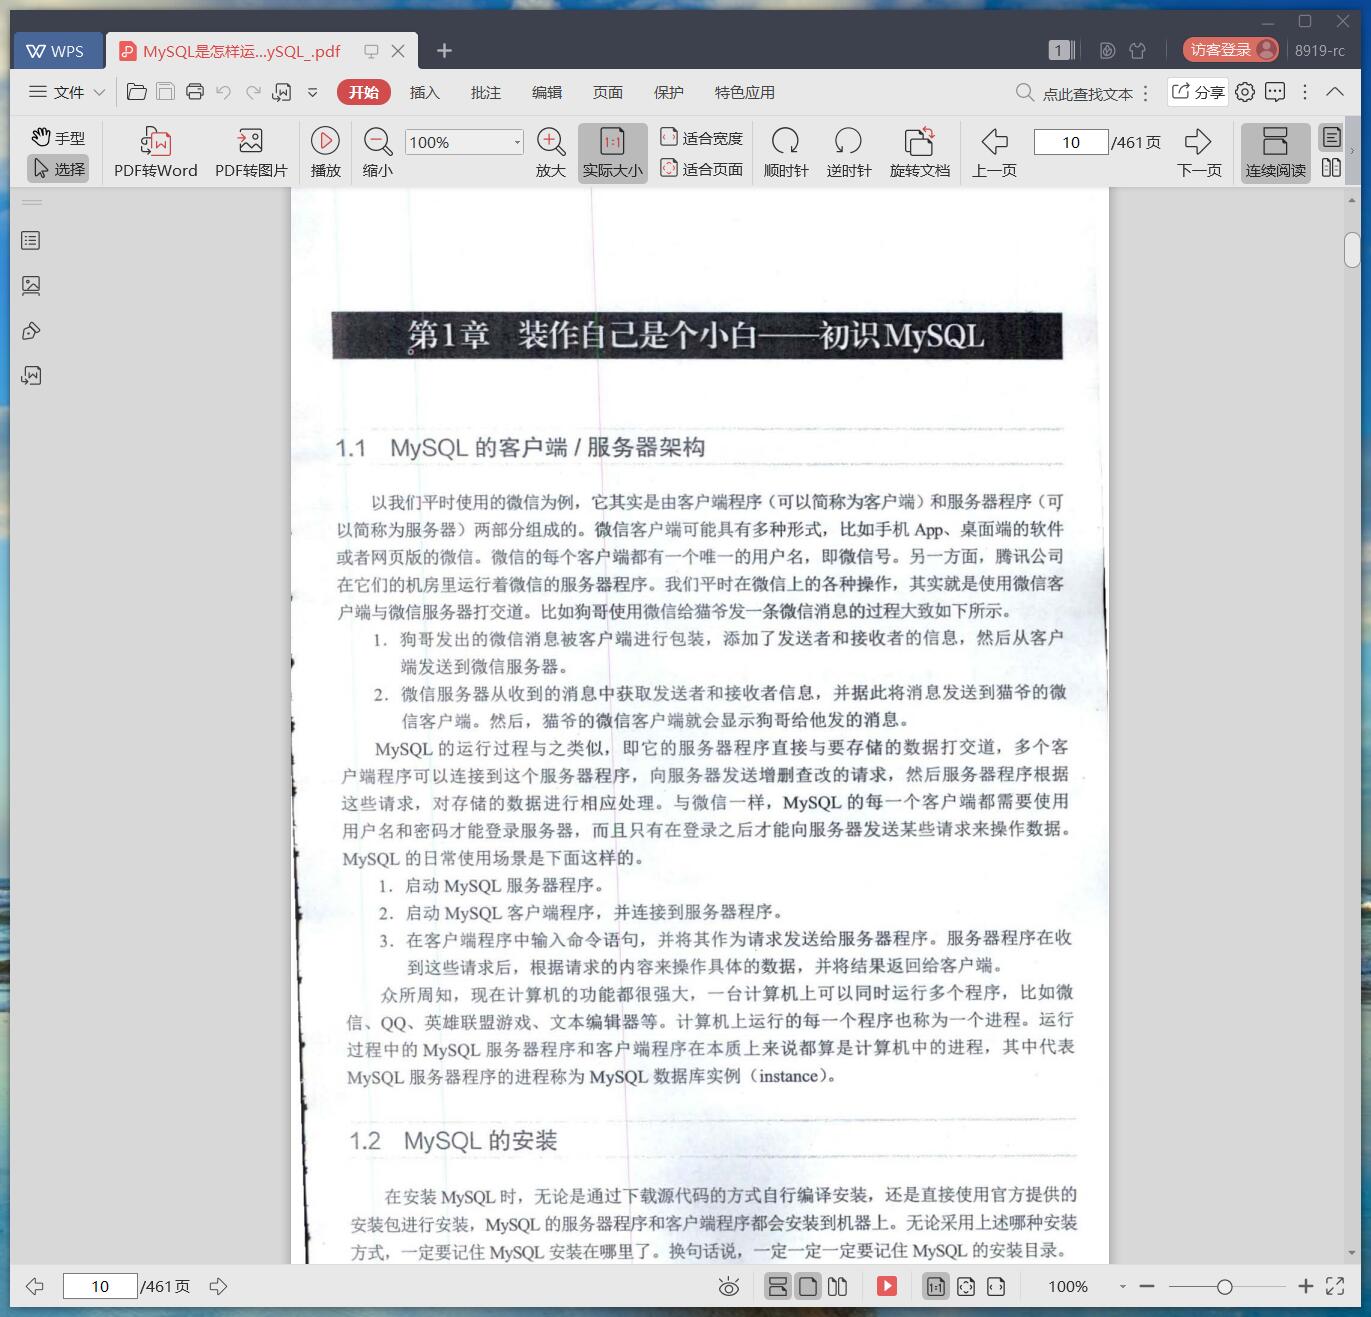 WPS MySQL是怎样运...ySQL_.pdf 1 访客登录 8919-rc
文件 开始 插入 批注 编辑 页面 保护 特色应用 点此查找文本 分享
手型
选择 PDF转Word PDF转图片 播放 缩小 100% 放大 1:1 实际大小 适合宽度 适合页面 顺时针 逆时针 旋转文档 上一页 10 /461页 下一页 连续阅读
第1章 装作自己是个小白——初识MySQL
1.1 MySQL 的客户端 / 服务器架构
以我们平时使用的微信为例，它其实是由客户端程序（可以简称为客户端）和服务器程序（可
以简称为服务器）两部分组成的。微信客户端可能具有多种形式，比如手机 App、桌面端的软件
或者网页版的微信。微信的每个客户端都有一个唯一的用户名，即微信号。另一方面，腾讯公司
在它们的机房里运行着微信的服务器程序。我们平时在微信上的各种操作，其实就是使用微信客
户端与微信服务器打交道。比如狗哥使用微信给猫爷发一条微信消息的过程大致如下所示。
1. 狗哥发出的微信消息被客户端进行包装，添加了发送者和接收者的信息，然后从客户
端发送到微信服务器。
2. 微信服务器从收到的消息中获取发送者和接收者信息，并据此将消息发送到猫爷的微
信客户端。然后，猫爷的微信客户端就会显示狗哥给他发的消息。
MySQL 的运行过程与之类似，即它的服务器程序直接与要存储的数据打交道，多个客
户端程序可以连接到这个服务器程序，向服务器发送增删查改的请求，然后服务器程序根据
这些请求，对存储的数据进行相应处理。与微信一样，MySQL 的每一个客户端都需要使用
用户名和密码才能登录服务器，而且只有在登录之后才能向服务器发送某些请求来操作数据。
MySQL 的日常使用场景是下面这样的。
1. 启动 MySQL 服务器程序。
2. 启动 MySQL 客户端程序，并连接到服务器程序。
3. 在客户端程序中输入命令语句，并将其作为请求发送给服务器程序。服务器程序在收
到这些请求后，根据请求的内容来操作具体的数据，并将结果返回给客户端。
众所周知，现在计算机的功能都很强大，一台计算机上可以同时运行多个程序，比如微
信、QQ、英雄联盟游戏、文本编辑器等。计算机上运行的每一个程序也称为一个进程。运行
过程中的 MySQL 服务器程序和客户端程序在本质上来说都算是计算机中的进程，其中代表
MySQL 服务器程序的进程称为 MySQL 数据库实例（instance）。
1.2 MySQL 的安装
在安装 MySQL 时，无论是通过下载源代码的方式自行编译安装，还是直接使用官方提供的
安装包进行安装，MySQL 的服务器程序和客户端程序都会安装到机器上。无论采用上述哪种安装
方式，一定要记住 MySQL 安装在哪里了。换句话说，一定一定一定要记住 MySQL 的安装目录。
10 /461页 1:1 100%